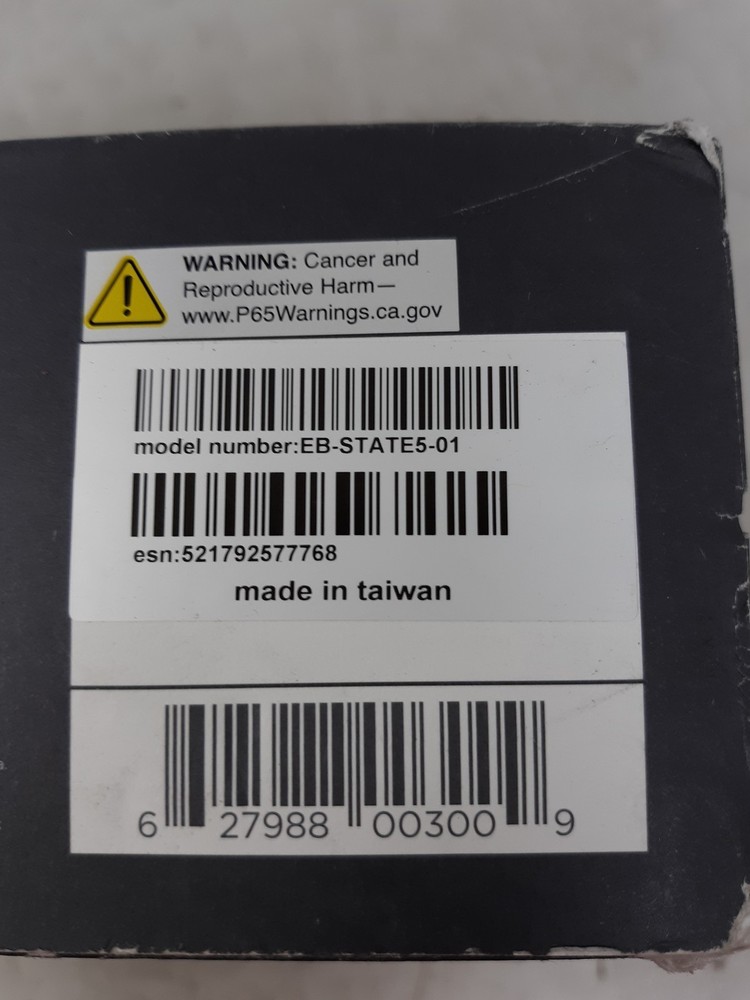 WARNING: Cancer and
Reproductive Harm—
www.P65Warnings.ca.gov
model number:EB-STATE5-01
esn:521792577768
made in taiwan
6 27988 00300 9